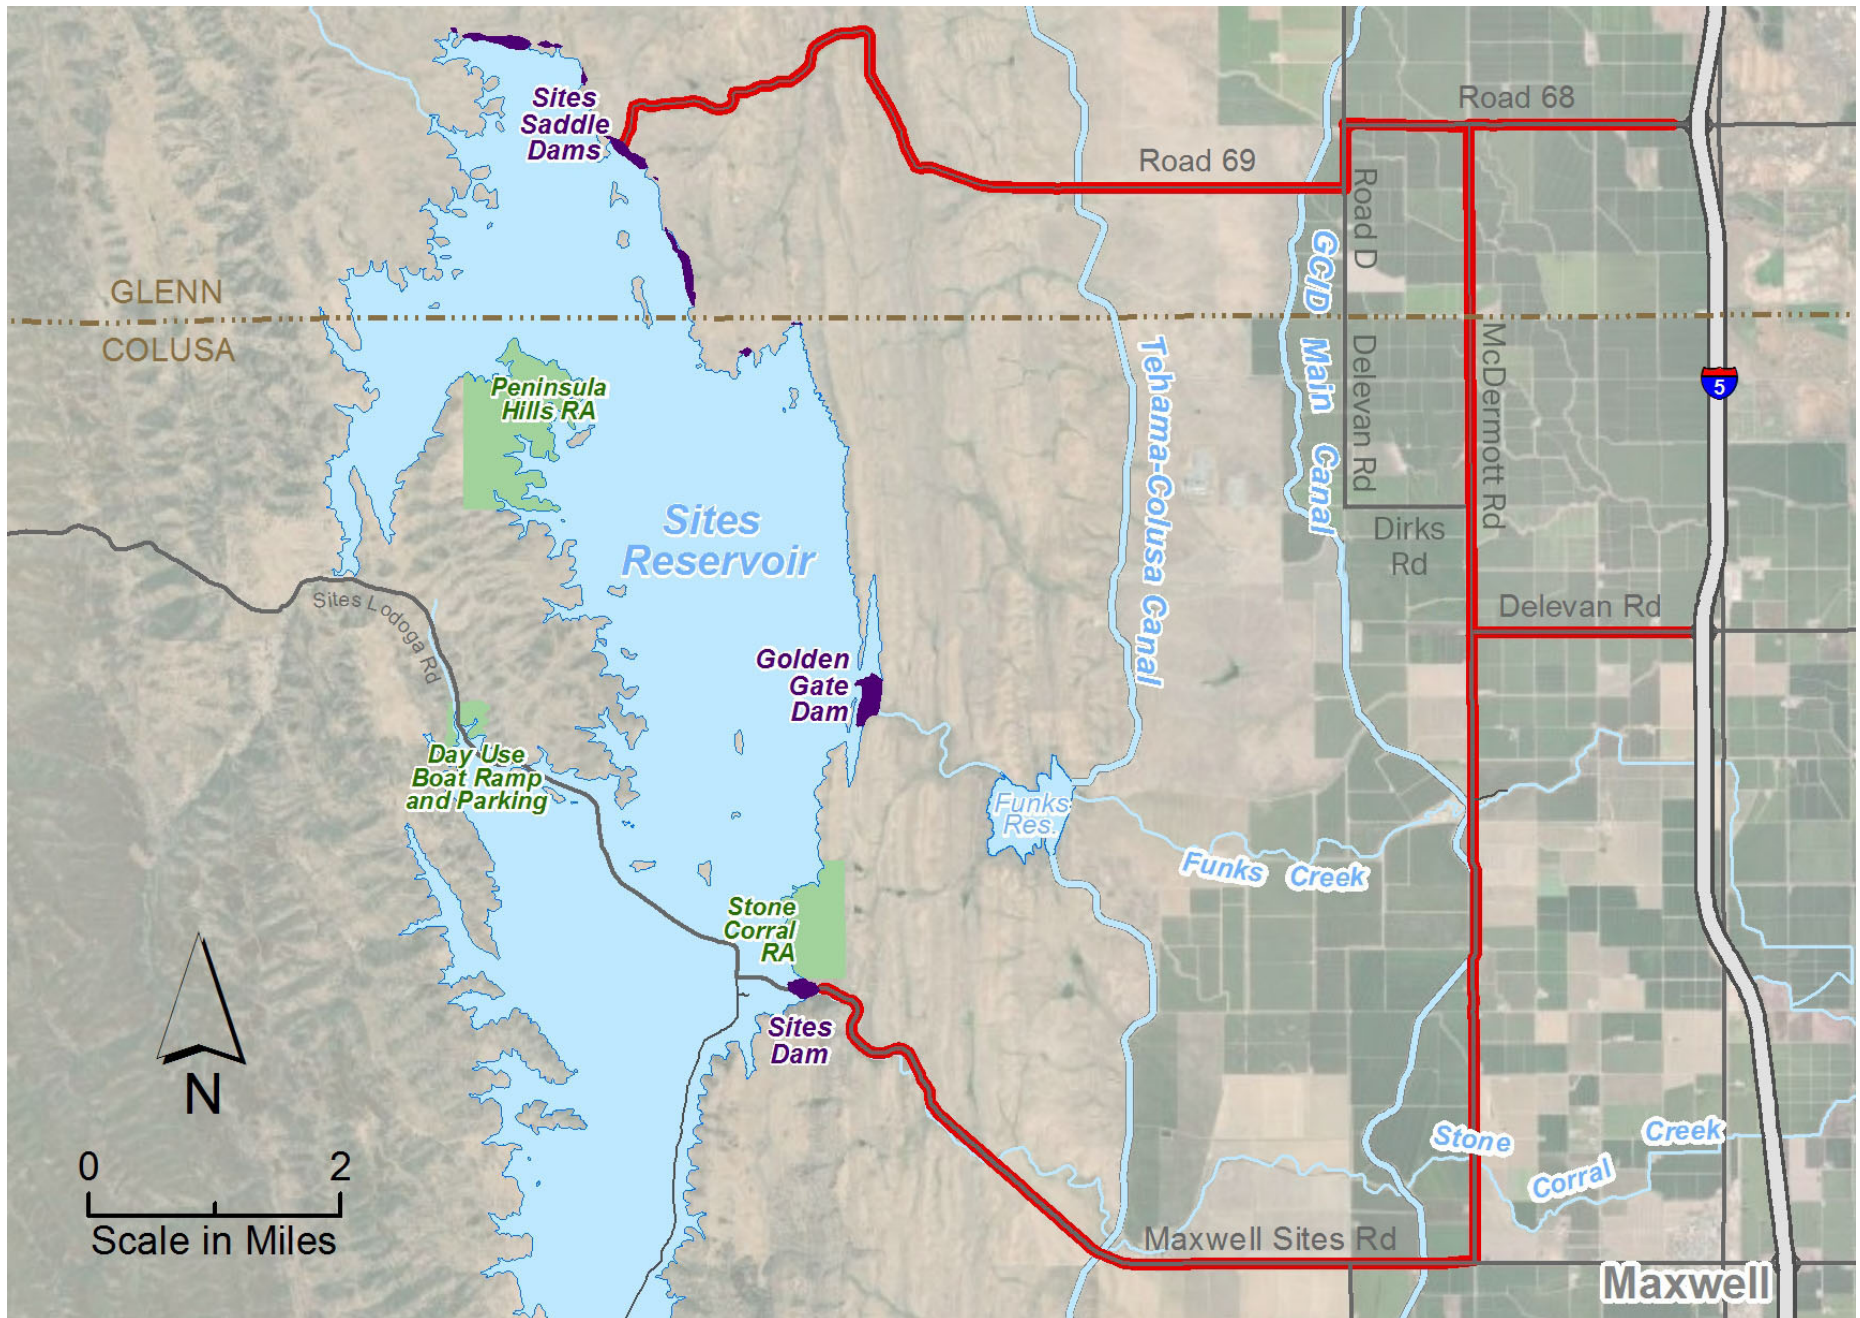 Sites
Saddle
Dams
Road 68
Road 69
Road D
GCID Main Canal
GLENN
COLUSA
Tehama-Colusa Canal
Delevan Rd
McDermott Rd
5
Peninsula
Hills RA
Sites
Reservoir
Dirks
Rd
Sites Lodoga Rd
Delevan Rd
Golden
Gate
Dam
Day Use
Boat Ramp
and Parking
Funks
Res.
Funks Creek
Stone
Corral
RA
Sites
Dam
N
Stone Corral Creek
0 2
Scale in Miles
Maxwell Sites Rd
Maxwell